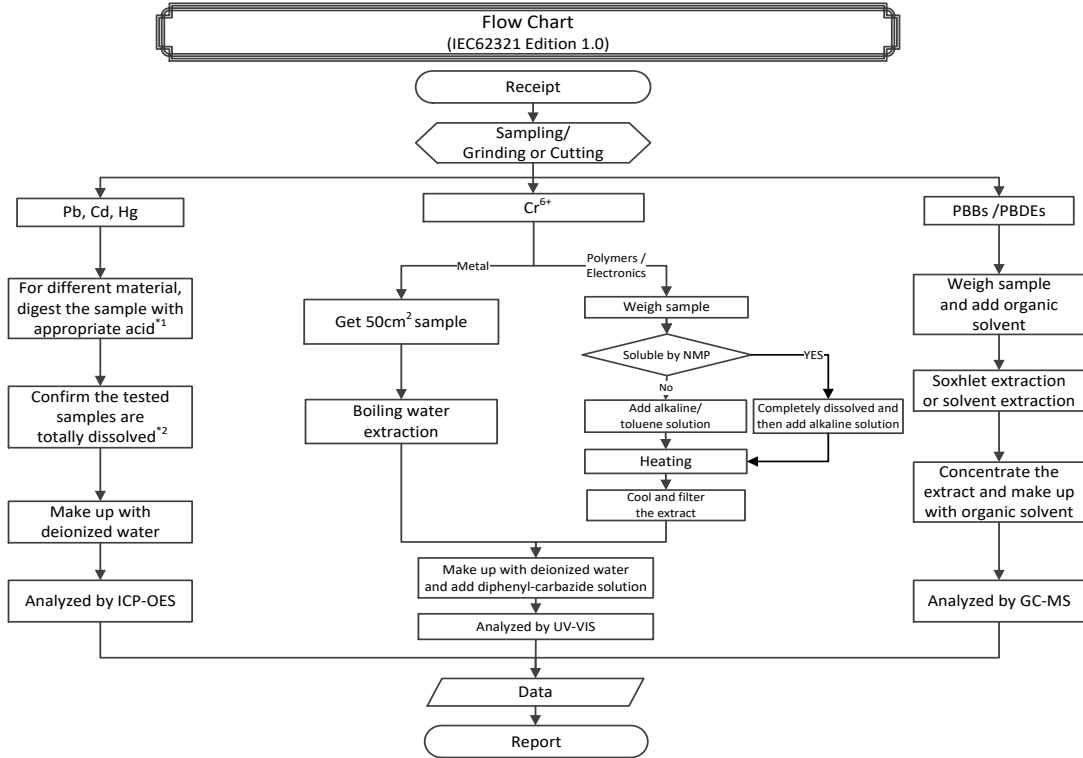 Flow Chart
(IEC62321 Edition 1.0)
Receipt
Sampling/
Grinding or Cutting
Pb, Cd, Hg
For different material,
digest the sample with
appropriate acid*1
Confirm the tested
samples are
totally dissolved*2
Make up with
deionized water
Analyzed by ICP-OES
Cr6+
Metal
Get 50cm2 sample
Boiling water
extraction
Polymers /
Electronics
Weigh sample
Soluble by NMP
YES
No
Add alkaline/
toluene solution
Completely dissolved and
then add alkaline solution
Heating
Cool and filter
the extract
Make up with deionized water
and add diphenyl-carbazide solution
Analyzed by UV-VIS
PBBs /PBDEs
Weigh sample
and add organic
solvent
Soxhlet extraction
or solvent extraction
Concentrate the
extract and make up
with organic solvent
Analyzed by GC-MS
Data
Report